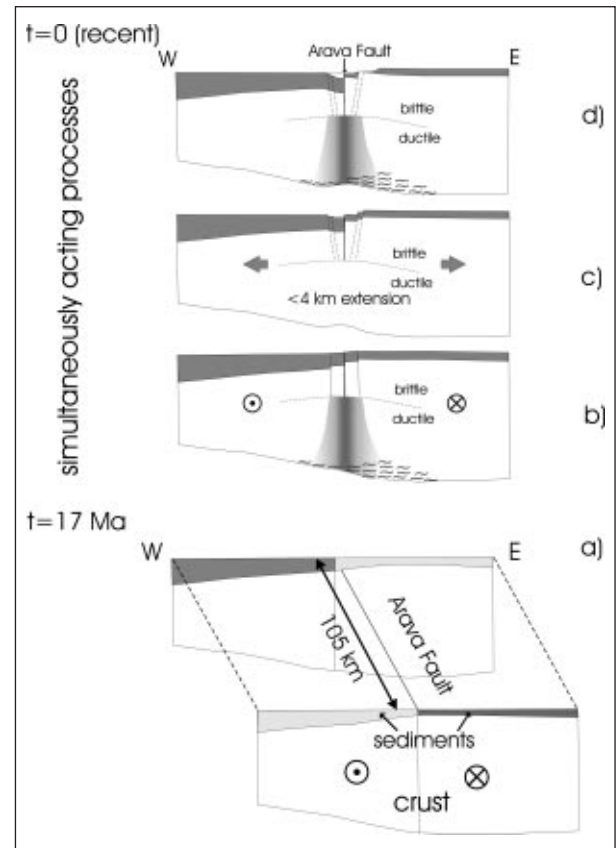 t=0 (recent)
W
Arava Fault
E
simultaneously acting processes
brittle
ductile
d)
brittle
ductile
<4 km extension
c)
brittle
ductile
b)
t=17 Ma
W
E
a)
105 km
Arava Fault
sediments
crust